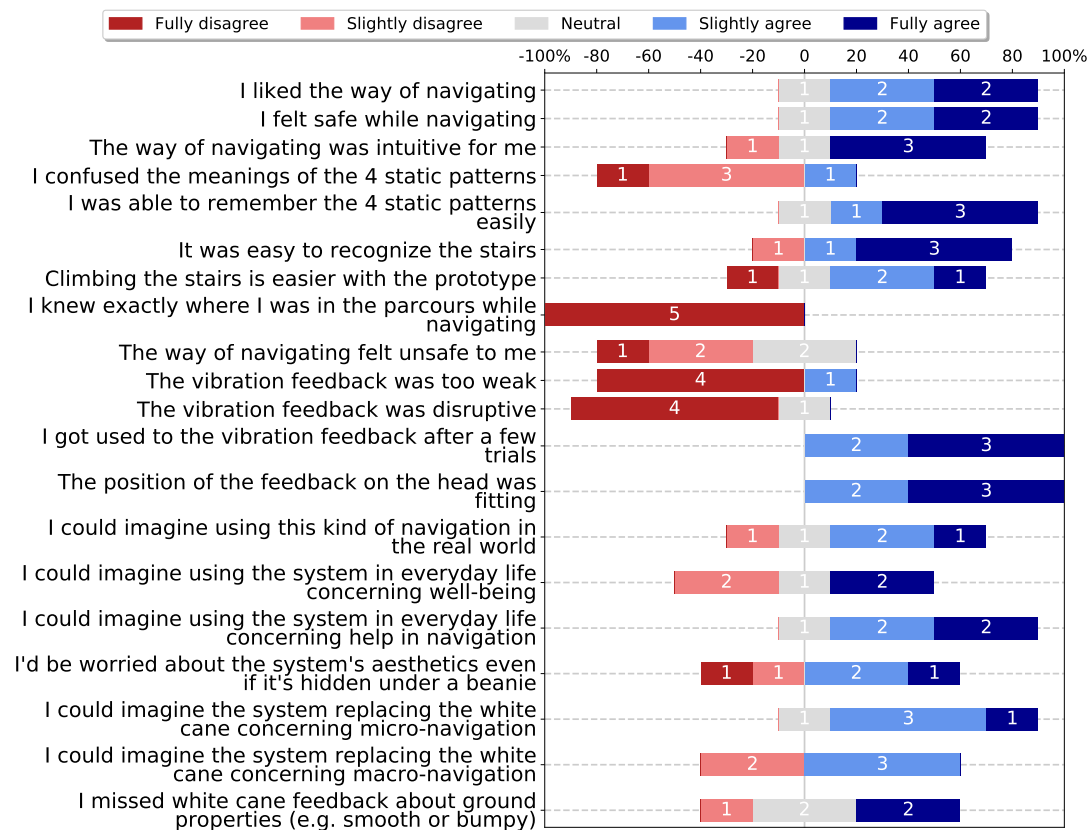 Fully disagree Slightly disagree Neutral Slightly agree Fully agree
-100% -80 -60 -40 -20 0 20 40 60 80 100%
I liked the way of navigating 1 2 2
I felt safe while navigating 1 2 2
The way of navigating was intuitive for me 1 1 3
I confused the meanings of the 4 static patterns 1 3 1
I was able to remember the 4 static patterns
easily 1 1 3
It was easy to recognize the stairs 1 1 3
Climbing the stairs is easier with the prototype 1 1 2 1
I knew exactly where I was in the parcours while
navigating 5
The way of navigating felt unsafe to me 1 2 2
The vibration feedback was too weak 4 1
The vibration feedback was disruptive 4 1
I got used to the vibration feedback after a few
trials 2 3
The position of the feedback on the head was
fitting 2 3
I could imagine using this kind of navigation in
the real world 1 1 2 1
I could imagine using the system in everyday life
concerning well-being 2 1 2
I could imagine using the system in everyday life
concerning help in navigation 1 2 2
I'd be worried about the system's aesthetics even
if it's hidden under a beanie 1 1 2 1
I could imagine the system replacing the white
cane concerning micro-navigation 1 3 1
I could imagine the system replacing the white
cane concerning macro-navigation 2 3
I missed white cane feedback about ground
properties (e.g. smooth or bumpy) 1 2 2